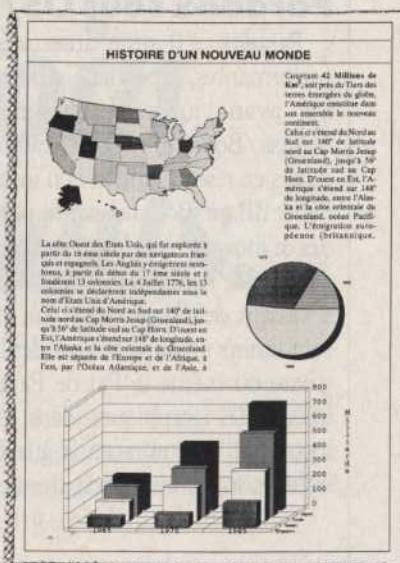 HISTOIRE D'UN NOUVEAU MONDE
Couvrant 42 Millions de
Km², soit près du Tiers des
terres émergées du globe,
l'Amérique constitue dans
son ensemble le nouveau
continent.
Celui ci s'étend du Nord au
Sud sur 140° de latitude
nord au Cap Morris Jesup
(Groenland), jusqu'à 56°
de latitude sud au Cap
Horn. D'ouest en Est, l'A-
mérique s'étend sur 148°
de longitude, entre l'Alas-
ka et la côte orientale du
Groenland, océan Pacifi-
que. L'émigration euro-
péenne (britannique,
La côte Ouest des Etats Unis, qui fut explorée à
partir du 16 ème siècle par des navigateurs fran-
çais et espagnols. Les Anglais y émigrèrent nom-
breux, à partir du début du 17 ème siècle et y
fondèrent 13 colonies. Le 4 Juillet 1776, les 13
colonies se déclarèrent indépendantes sous le
nom d'Etats Unis d'Amérique.
Celui ci s'étend du Nord au Sud sur 140° de lati-
tude nord au Cap Morris Jesup (Groenland), jus-
qu'à 56° de latitude sud au Cap Horn. D'ouest en
Est, l'Amérique s'étend sur 148° de longitude, en-
tre l'Alaska et la côte orientale du Groenland.
Elle est séparée de l'Europe et de l'Afrique, à
l'est, par l'Océan Atlantique, et de l'Asie, à
800
700
600
500
400
300
200
100
0
Milliards
1965 1975 1985